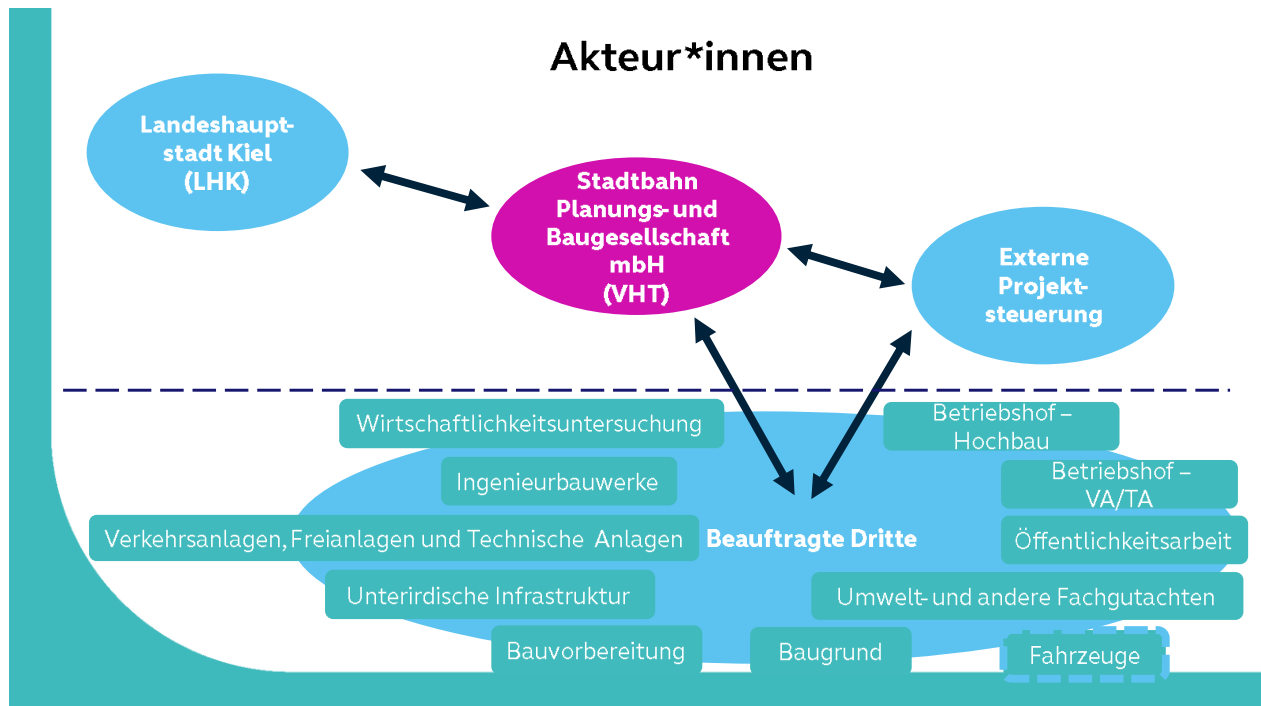 Akteur*innen
Landeshaupt-
stadt Kiel
(LHK)
Stadtbahn
Planungs- und
Baugesellschaft
mbH
(VHT)
Externe
Projekt-
steuerung
Wirtschaftlichkeitsuntersuchung
Betriebshof –
Hochbau
Ingenieurbauwerke
Betriebshof –
VA/TA
Verkehrsanlagen, Freianlagen und Technische Anlagen
Beauftragte Dritte
Öffentlichkeitsarbeit
Unterirdische Infrastruktur
Umwelt- und andere Fachgutachten
Bauvorbereitung
Baugrund
Fahrzeuge